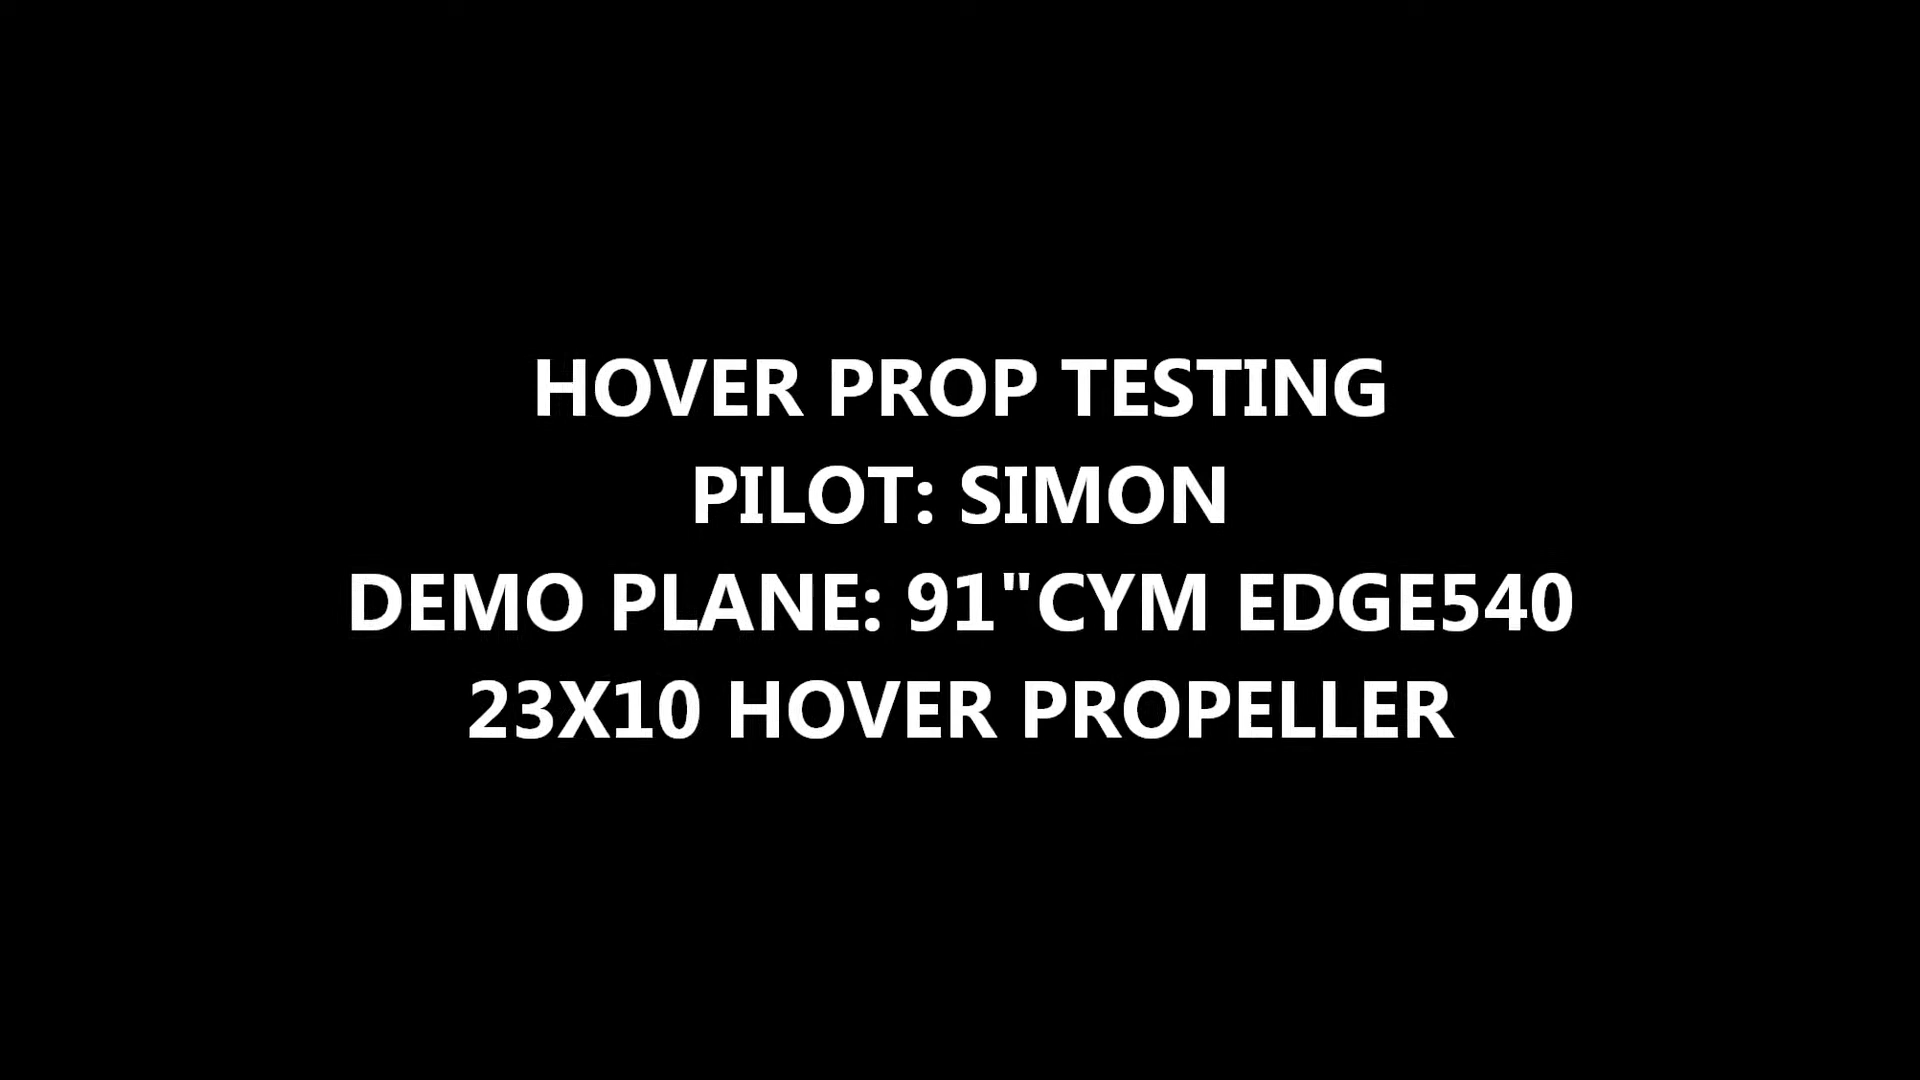 HOVER PROP TESTING
PILOT: SIMON
DEMO PLANE: 91"CYM EDGE540
23X10 HOVER PROPELLER